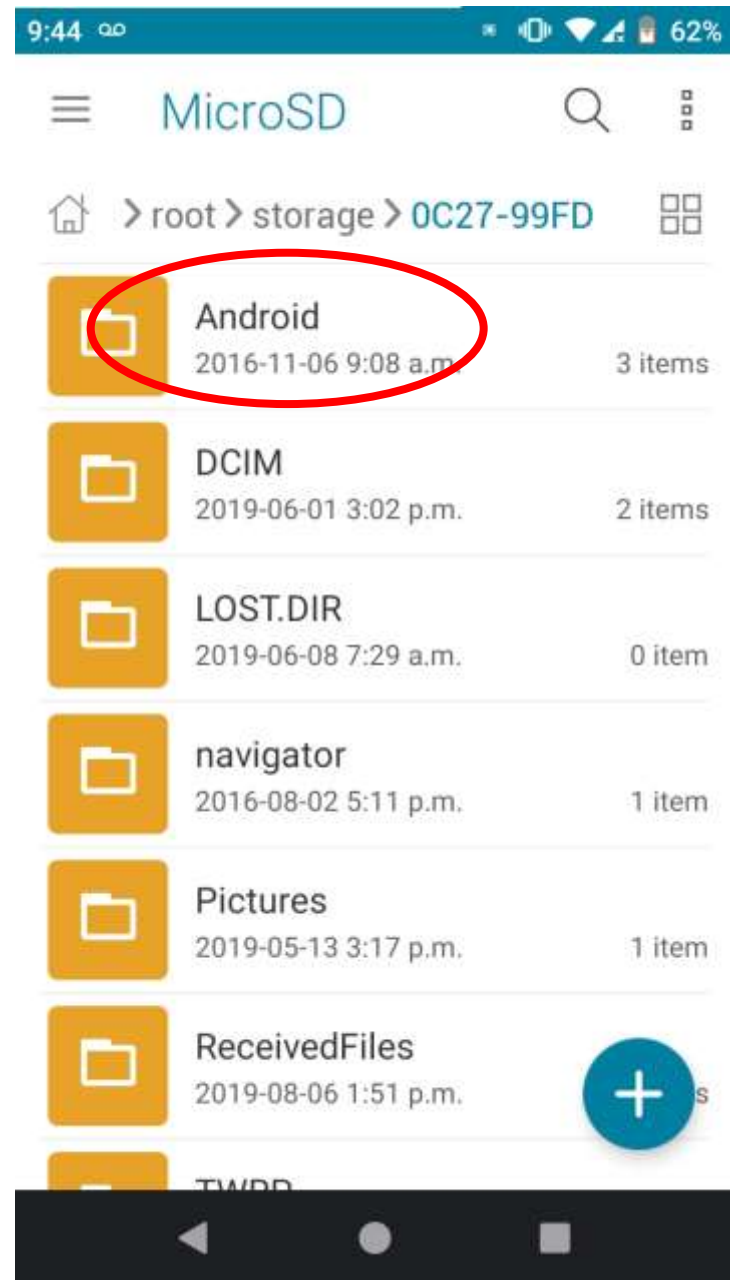 9:44 62%
MicroSD
root storage 0C27-99FD
Android
2016-11-06 9:08 a.m. 3 items
DCIM
2019-06-01 3:02 p.m. 2 items
LOST.DIR
2019-06-08 7:29 a.m. 0 item
navigator
2016-08-02 5:11 p.m. 1 item
Pictures
2019-05-13 3:17 p.m. 1 item
ReceivedFiles
2019-08-06 1:51 p.m. s
TWRP